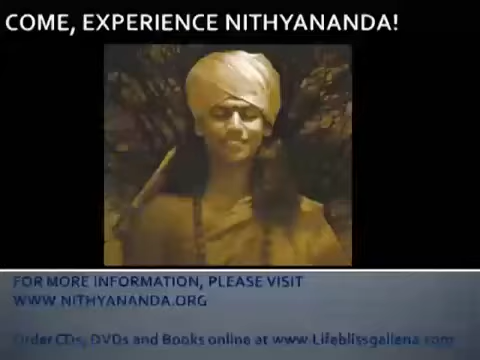 COME, EXPERIENCE NITHYANANDA!
FOR MORE INFORMATION, PLEASE VISIT
WWW.NITHYANANDA.ORG
Order CDs, DVDs and Books online at www.Lifeblissgalleria.com